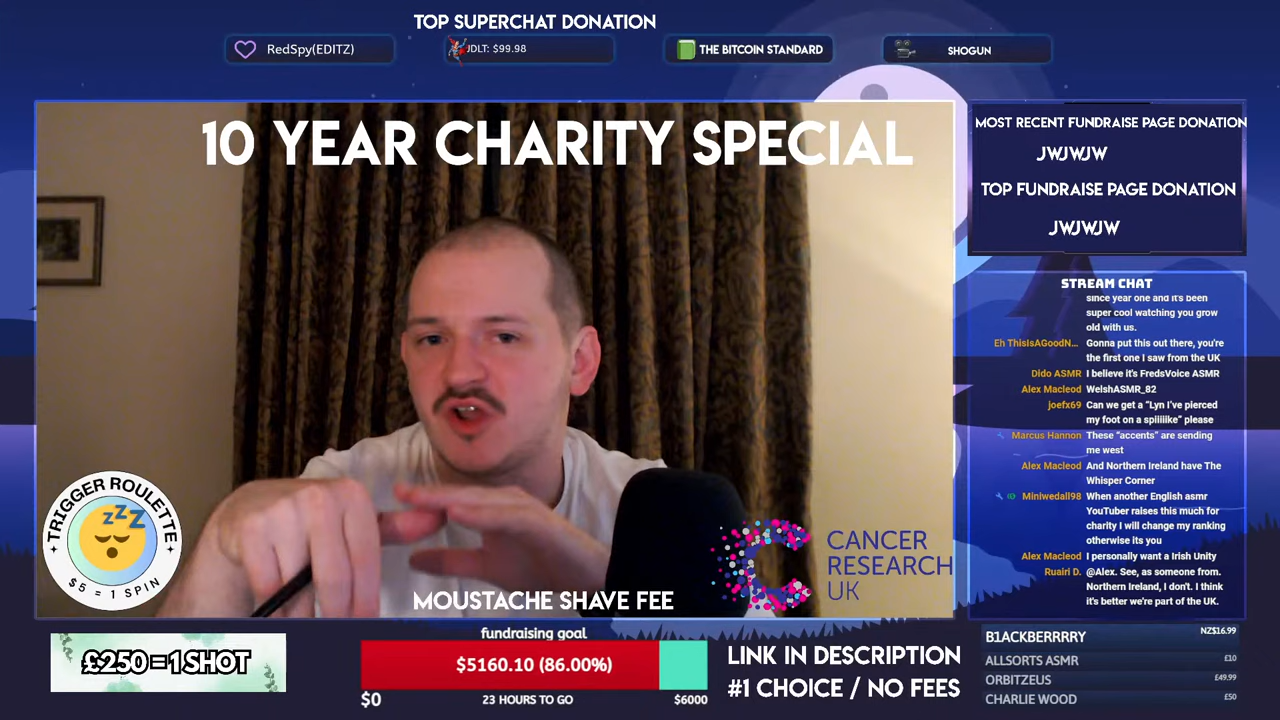 TOP SUPERCHAT DONATION
RedSpy(EDITZ)
JDLT: $99.98
THE BITCOIN STANDARD
SHOGUN
10 YEAR CHARITY SPECIAL
MOST RECENT FUNDRAISE PAGE DONATION
JWJWJW
TOP FUNDRAISE PAGE DONATION
JWJWJW
STREAM CHAT
since year one and it's been
super cool watching you grow
old with us.
Eh ThisIsAGoodN... Gonna put this out there, you're
the first one I saw from the UK
Dido ASMR I believe it's FredsVoice ASMR
Alex Macleod WelshASMR_82
joefx69 Can we get a "Lyn I've pierced
my foot on a spiiiiike" please
Marcus Hannon These "accents" are sending
me west
Alex Macleod And Northern Ireland have The
Whisper Corner
Miniwedall98 When another English asmr
YouTuber raises this much for
charity I will change my ranking
otherwise its you
Alex Macleod I personally want a Irish Unity
Ruairi D. @Alex. See, as someone from.
Northern Ireland, I don't. I think
it's better we're part of the UK.
TRIGGER ROULETTE
zzz
$5 = 1 SPIN
CANCER
RESEARCH
UK
MOUSTACHE SHAVE FEE
£250 = 1 SHOT
fundraising goal
$5160.10 (86.00%)
$0
23 HOURS TO GO
$6000
LINK IN DESCRIPTION
#1 CHOICE / NO FEES
B1ACKBERRRRY NZ$16.99
ALLSORTS ASMR £10
ORBITZEUS £49.99
CHARLIE WOOD £50